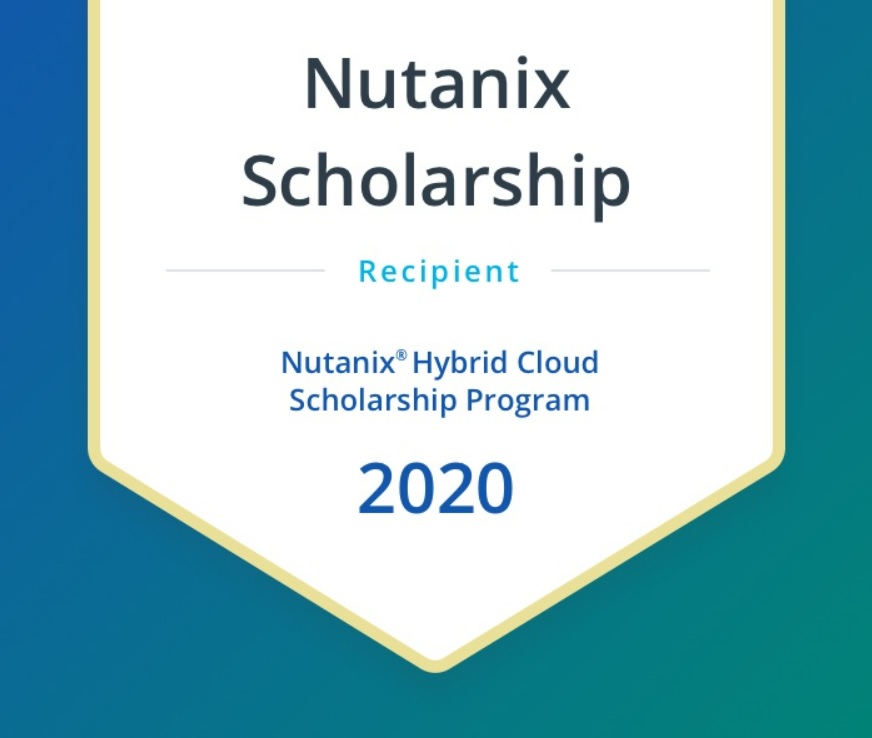 Nutanix
Scholarship
Recipient
Nutanix® Hybrid Cloud
Scholarship Program
2020